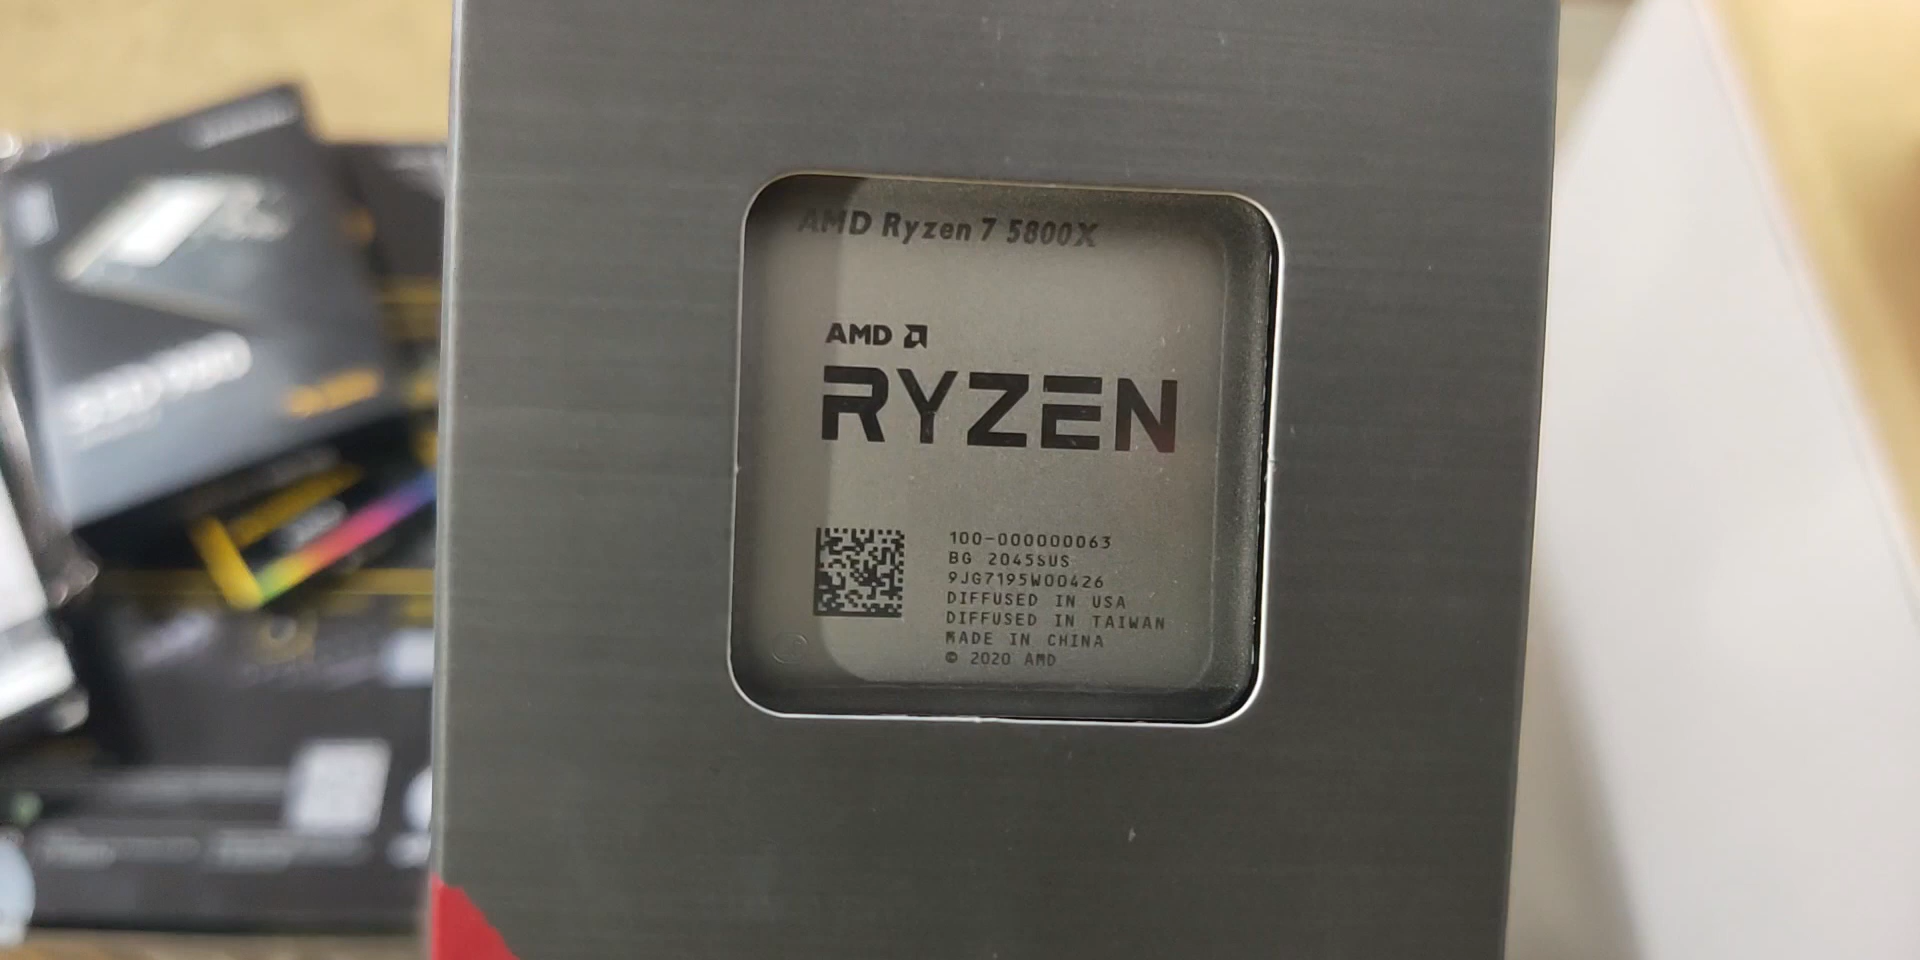 AMD Ryzen 7 5800X
AMD
RYZEN
100-000000063
BG 2045SUS
9JG7195W00426
DIFFUSED IN USA
DIFFUSED IN TAIWAN
MADE IN CHINA
© 2020 AMD